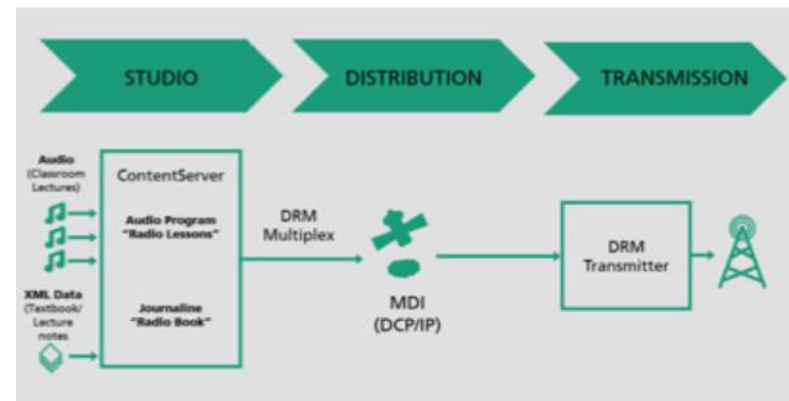 STUDIO
DISTRIBUTION
TRANSMISSION
Audio
(Classroom
Lectures)
ContentServer
Audio Program
"Radio Lessons"
DRM
Multiplex
DRM
Transmitter
XML Data
(Textbook/
Lecture
notes
Journaline
"Radio Book"
MDI
(DCP/IP)